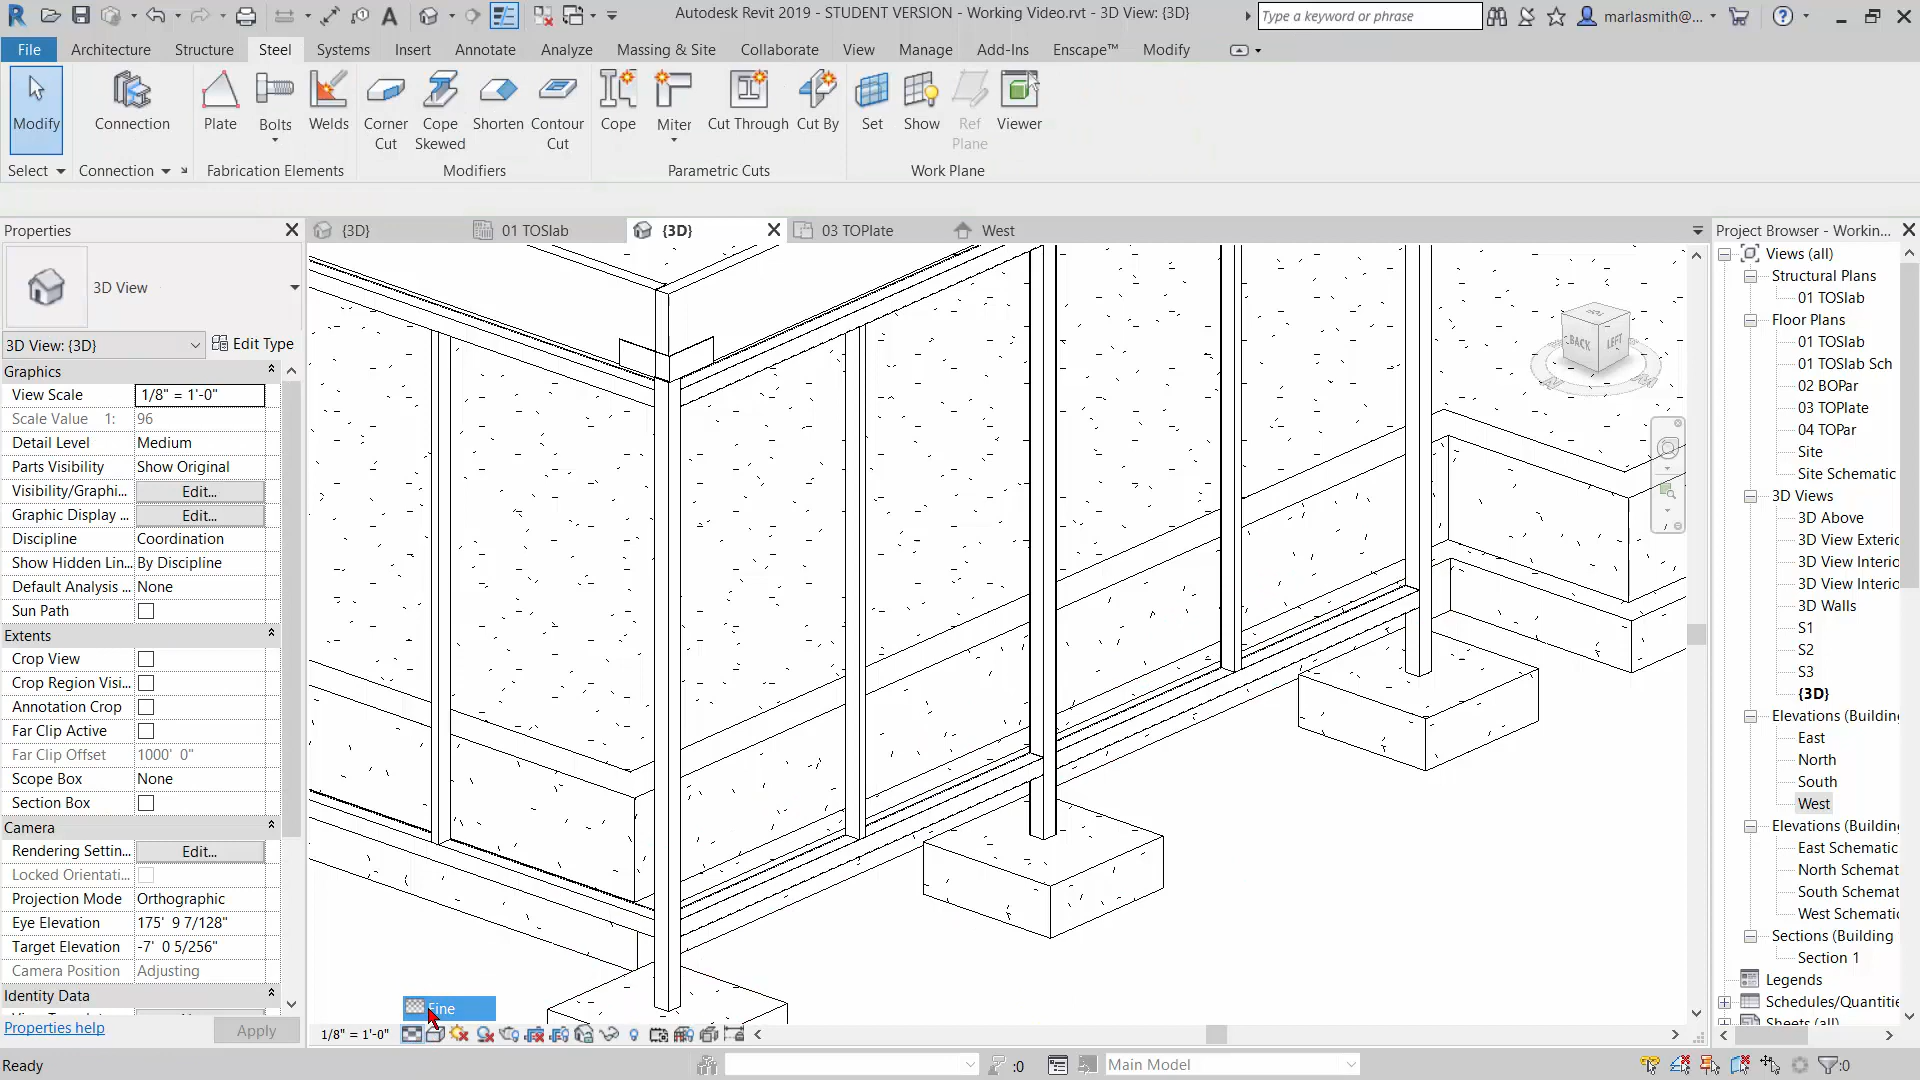 Autodesk Revit 2019 - STUDENT VERSION - Working Video.rvt - 3D View: {3D}
Type a keyword or phrase
marlasmith@...
File
Architecture
Structure
Steel
Systems
Insert
Annotate
Analyze
Massing & Site
Collaborate
View
Manage
Add-Ins
Enscape™
Modify
Modify
Connection
Plate
Bolts
Welds
Corner Cut
Cope Skewed
Shorten
Contour Cut
Cope
Miter
Cut Through
Cut By
Set
Show
Ref Plane
Viewer
Select
Connection
Fabrication Elements
Modifiers
Parametric Cuts
Work Plane
Properties
3D View
3D View: {3D}
Edit Type
Graphics
View Scale 1/8" = 1'-0"
Scale Value 1: 96
Detail Level Medium
Parts Visibility Show Original
Visibility/Graphi... Edit...
Graphic Display ... Edit...
Discipline Coordination
Show Hidden Lin... By Discipline
Default Analysis ... None
Sun Path
Extents
Crop View
Crop Region Visi...
Annotation Crop
Far Clip Active
Far Clip Offset 1000' 0"
Scope Box None
Section Box
Camera
Rendering Settin... Edit...
Locked Orientati...
Projection Mode Orthographic
Eye Elevation 175' 9 7/128"
Target Elevation -7' 0 5/256"
Camera Position Adjusting
Identity Data
Properties help
Apply
{3D}
01 TOSlab
{3D}
03 TOPlate
West
BACK
LEFT
Fine
1/8" = 1'-0"
Project Browser - Workin...
Views (all)
Structural Plans
01 TOSlab
Floor Plans
01 TOSlab
01 TOSlab Sch
02 BOPar
03 TOPlate
04 TOPar
Site
Site Schematic
3D Views
3D Above
3D View Exteric
3D View Interic
3D View Interic
3D Walls
S1
S2
S3
{3D}
Elevations (Building
East
North
South
West
Elevations (Building
East Schematic
North Schemat
South Schemat
West Schematic
Sections (Building
Section 1
Legends
Schedules/Quantitie
Sheets (all)
Ready
:0
Main Model
:0